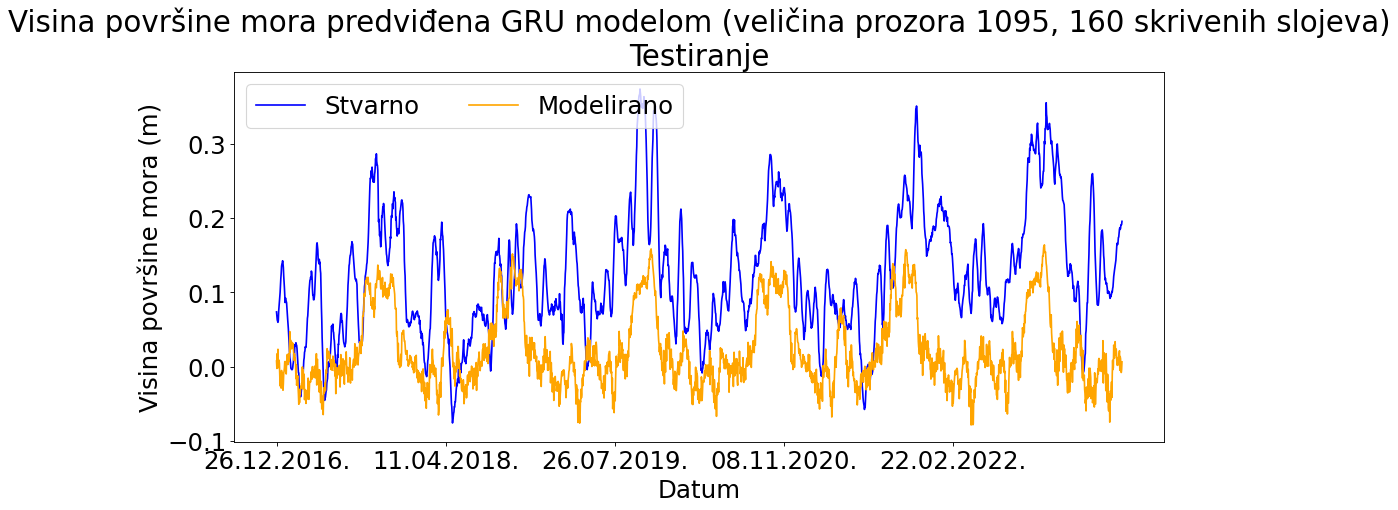 Visina površine mora predviđena GRU modelom (veličina prozora 1095, 160 skrivenih slojeva)
Testiranje
Stvarno
Modelirano
Visina površine mora (m)
0.3
0.2
0.1
0.0
−0.1
26.12.2016.
11.04.2018.
26.07.2019.
08.11.2020.
22.02.2022.
Datum